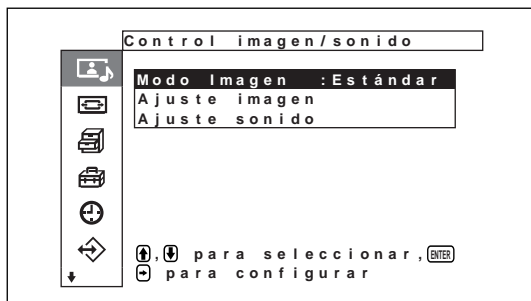 Control imagen/sonido
Modo Imagen :Estándar
Ajuste imagen
Ajuste sonido
, para seleccionar, ENTER
para configurar